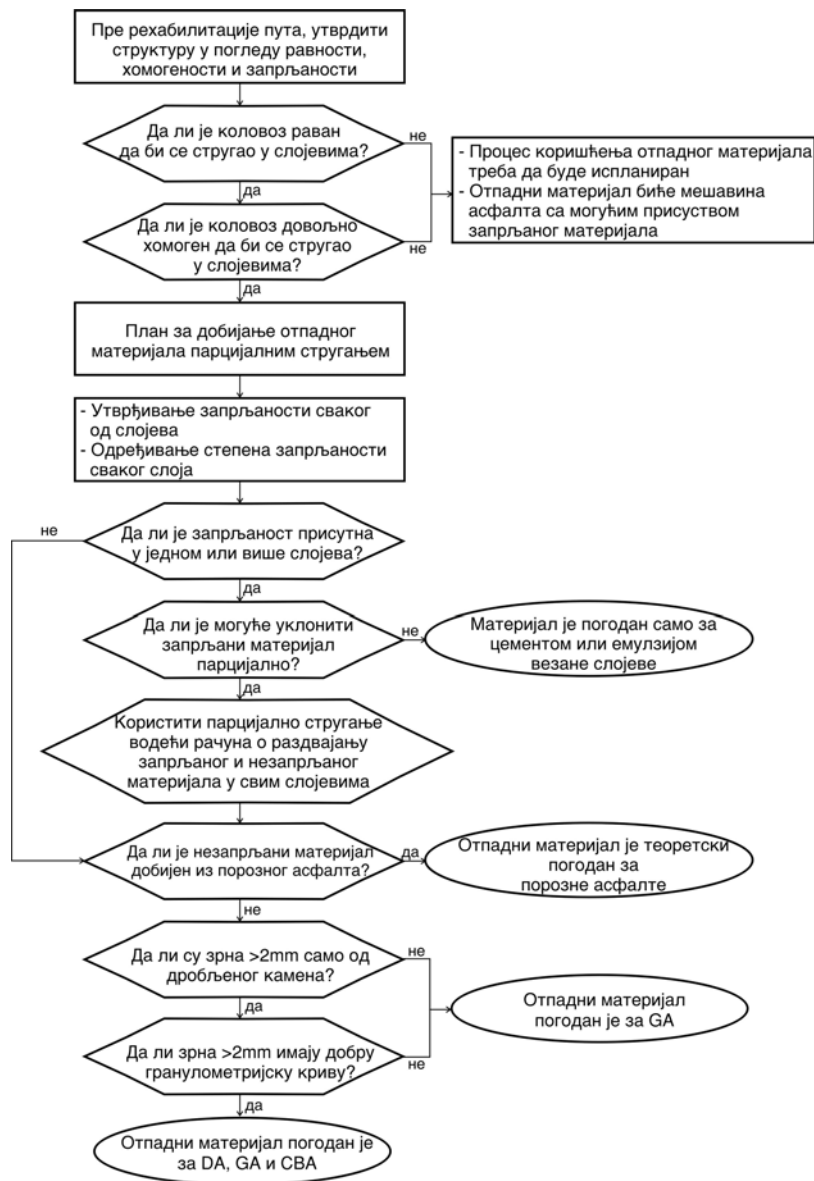 Пре рехабилитације пута, утврдити
структуру у погледу равности,
хомогености и запрљаности
Да ли је коловоз раван
да би се стругао у слојевима?
не
- Процес коришћења отпадног материјала
треба да буде испланиран
- Отпадни материјал биће мешавина
асфалта са могућим присуством
запрљаног материјала
да
Да ли је коловоз довољно
хомоген да би се стругао
у слојевима?
не
да
План за добијање отпадног
материјала парцијалним стругањем
- Утврђивање запрљаности сваког
од слојева
- Одређивање степена запрљаности
сваког слоја
не
Да ли је запрљаност присутна
у једном или више слојева?
да
Да ли је могуће уклонити
запрљани материјал
парцијално?
не
Материјал је погодан само за
цементом или емулзијом
везане слојеве
да
Користити парцијално стругање
водећи рачуна о раздвајању
запрљаног и незапрљаног
материјала у свим слојевима
Да ли је незапрљани материјал
добијен из порозног асфалта?
да
Отпадни материјал је теоретски
погодан за
порозне асфалте
не
Да ли су зрна >2mm само од
дробљеног камена?
не
Отпадни материјал
погодан је за GA
да
Да ли зрна >2mm имају добру
гранулометријску криву?
не
да
Отпадни материјал погодан је
за DA, GA и CBA